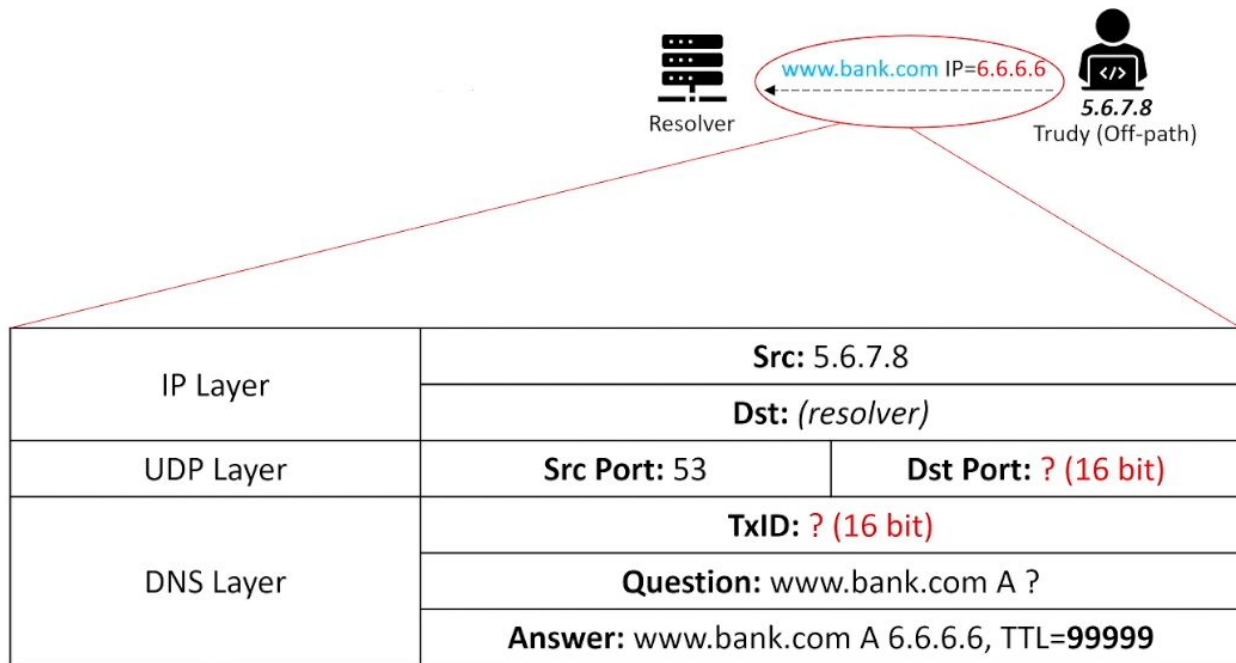 www.bank.com IP=6.6.6.6
</>
Resolver
5.6.7.8
Trudy (Off-path)
IP Layer
Src: 5.6.7.8
Dst: (resolver)
UDP Layer
Src Port: 53
Dst Port: ? (16 bit)
DNS Layer
TxID: ? (16 bit)
Question: www.bank.com A ?
Answer: www.bank.com A 6.6.6.6, TTL=99999